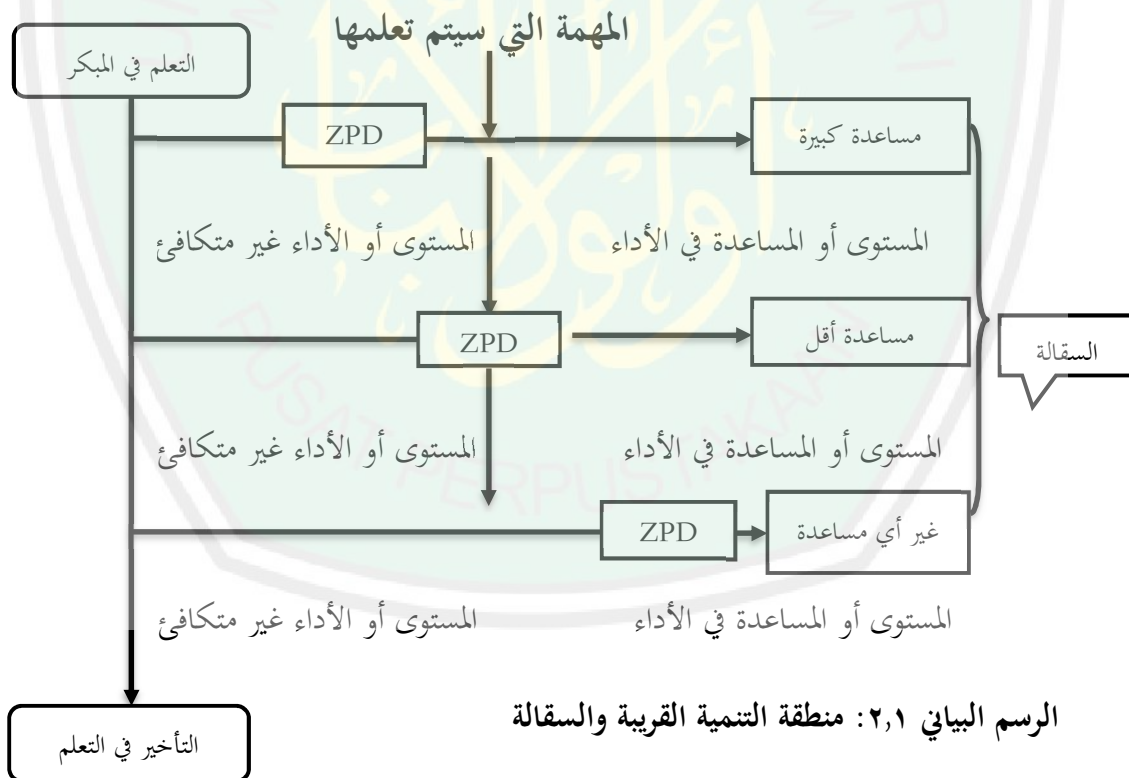 المهمة التي سيتم تعلمها
التعلم في المبكر
ZPD
مساعدة كبيرة
المستوى أو المساعدة في الأداء
المستوى أو الأداء غير متكافئ
ZPD
مساعدة أقل
السقالة
المستوى أو المساعدة في الأداء
المستوى أو الأداء غير متكافئ
ZPD
غير أي مساعدة
المستوى أو المساعدة في الأداء
المستوى أو الأداء غير متكافئ
الرسم البياني ٢,١: منطقة التنمية القريبة والسقالة
التأخير في التعلم
PUSAT PERPUSTAKAAN